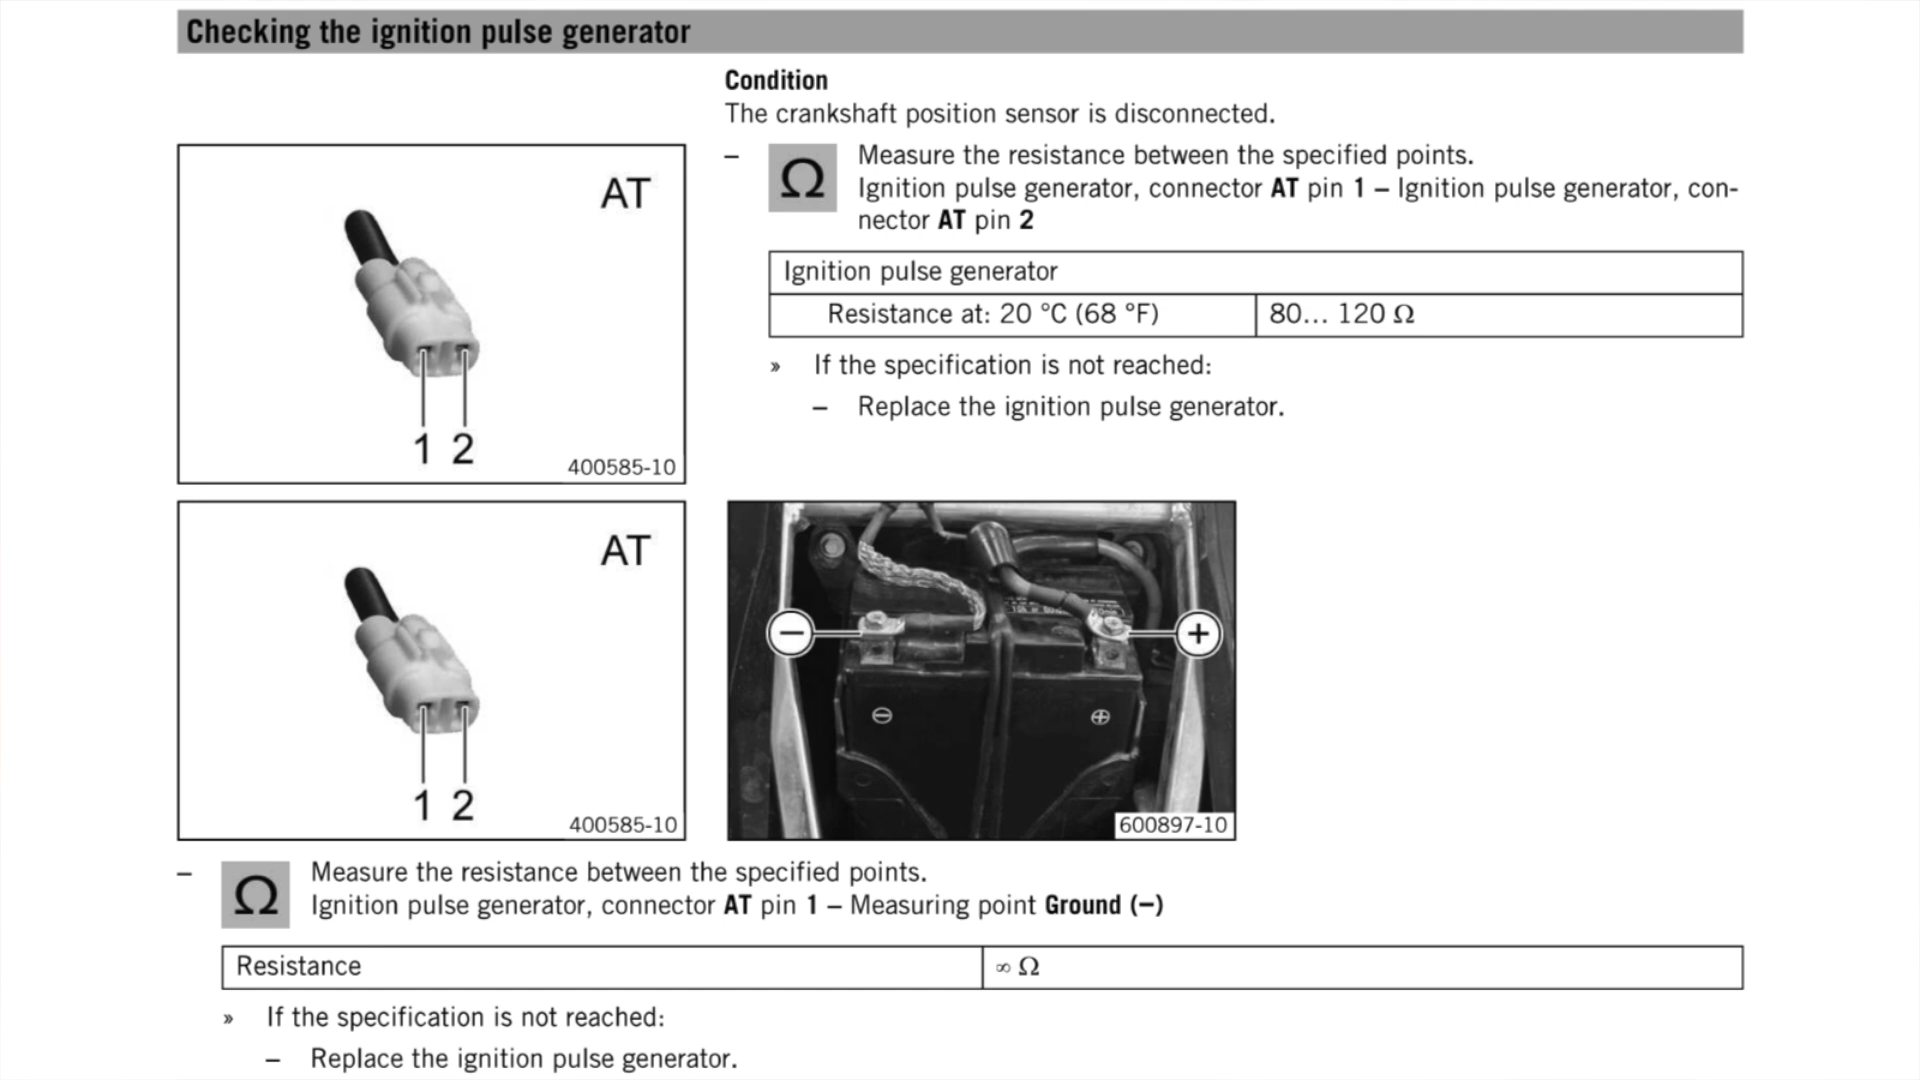 Checking the ignition pulse generator
Condition
The crankshaft position sensor is disconnected.
AT
1 2
400585-10
– Ω Measure the resistance between the specified points.
Ignition pulse generator, connector AT pin 1 – Ignition pulse generator, con-
nector AT pin 2
Ignition pulse generator
Resistance at: 20 °C (68 °F) 80… 120 Ω
» If the specification is not reached:
– Replace the ignition pulse generator.
AT
1 2
400585-10
− +
⊖ ⊕
600897-10
– Ω Measure the resistance between the specified points.
Ignition pulse generator, connector AT pin 1 – Measuring point Ground (−)
Resistance ∞ Ω
» If the specification is not reached:
– Replace the ignition pulse generator.